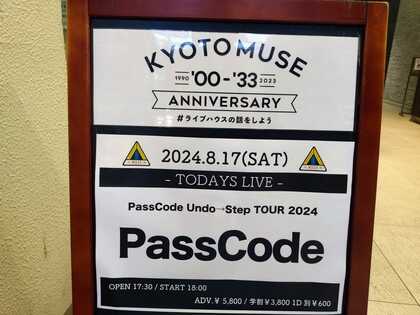 KYOTO MUSE
1990 '00-'33 2023
ANNIVERSARY
#ライブハウスの話をしよう
2024.8.17(SAT)
- TODAYS LIVE -
PassCode Undo→Step TOUR 2024
PassCode
OPEN 17:30 / START 18:00
ADV.￥5,800 / 学割￥3,800 1D別￥600